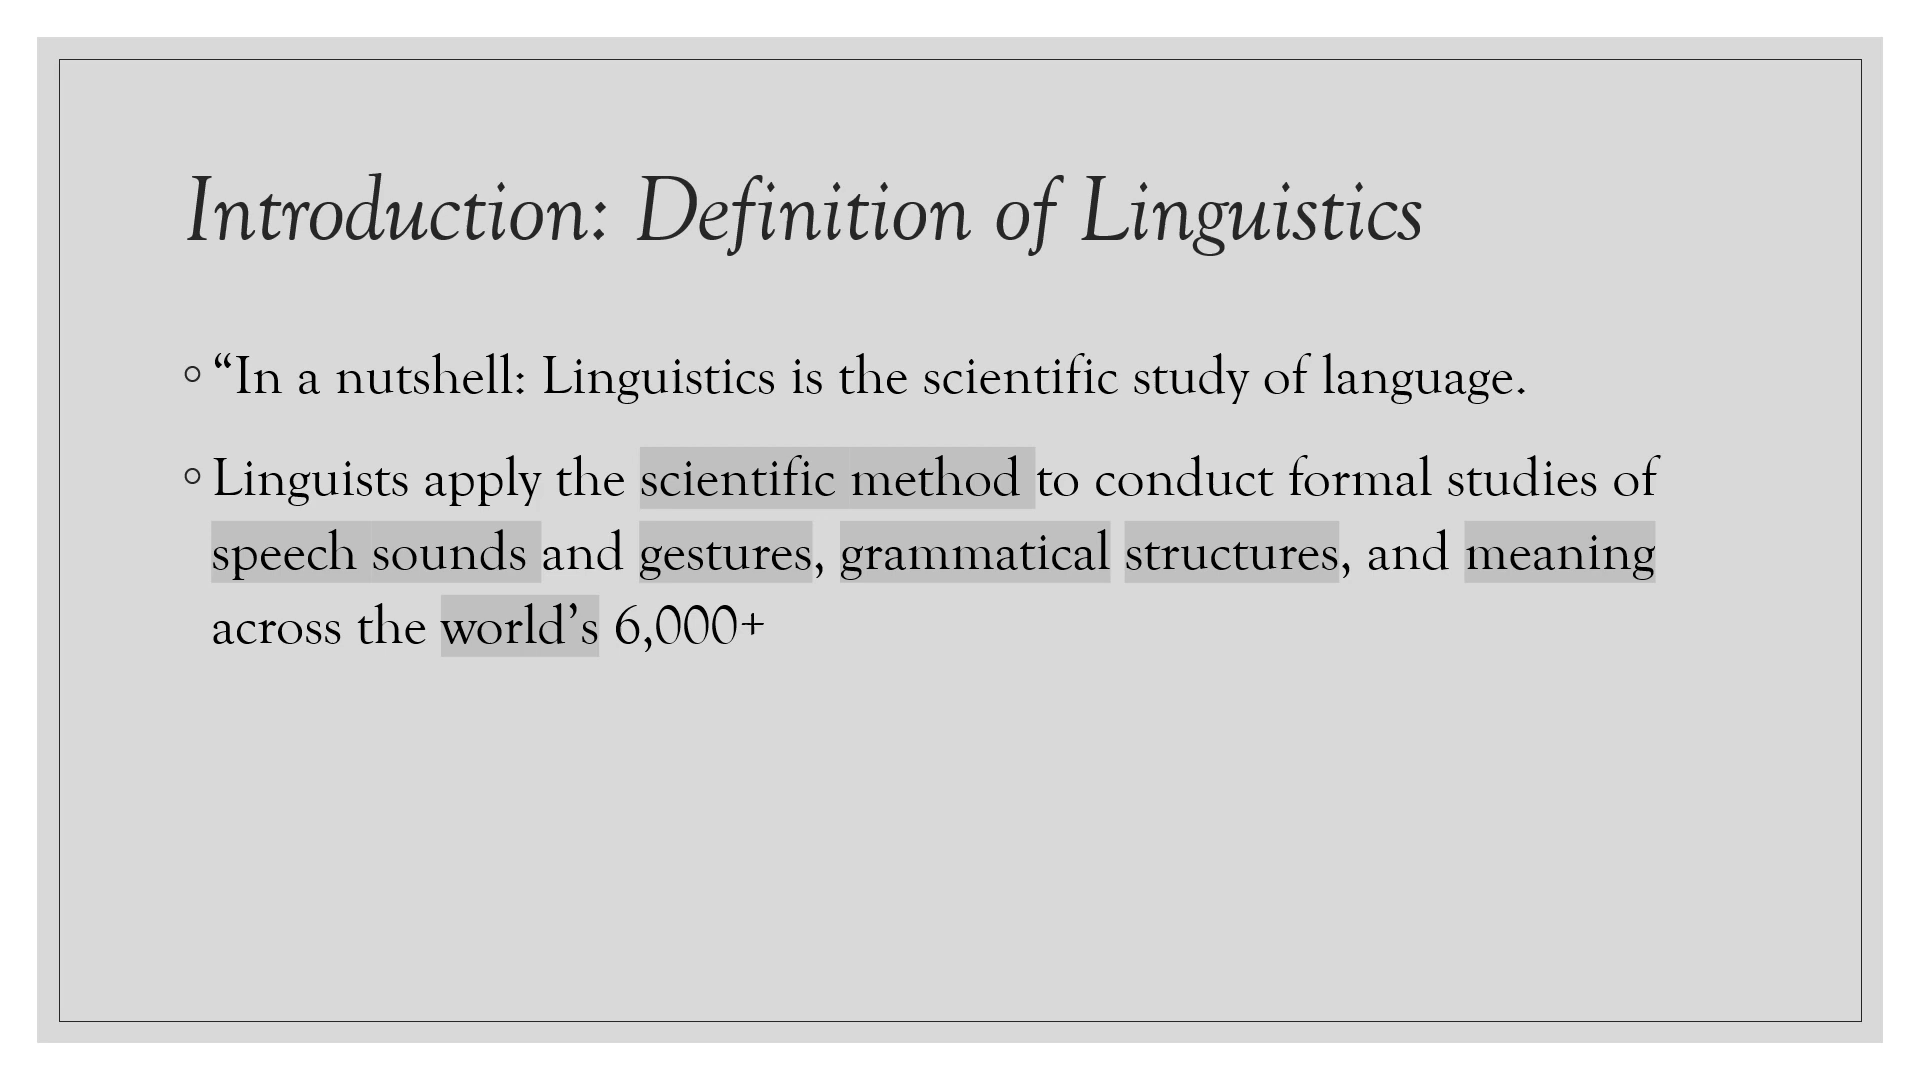 Introduction: Definition of Linguistics
◦ “In a nutshell: Linguistics is the scientific study of language.
◦ Linguists apply the scientific method to conduct formal studies of
speech sounds and gestures, grammatical structures, and meaning
across the world’s 6,000+